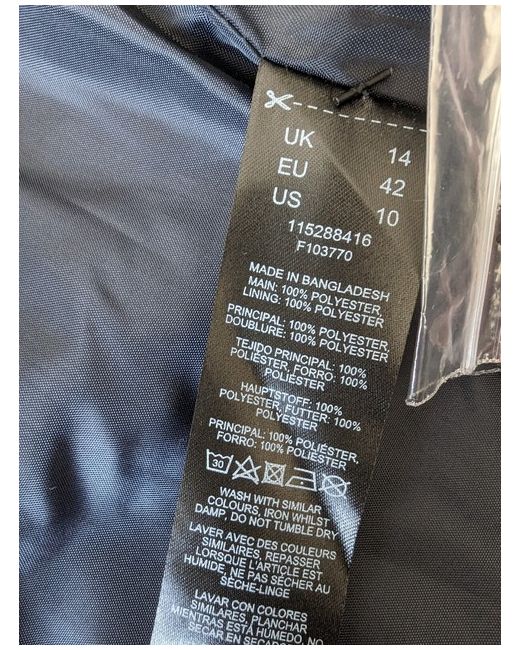 UK 14
EU 42
US 10
115288416
F103770
MADE IN BANGLADESH
MAIN: 100% POLYESTER,
LINING: 100% POLYESTER
PRINCIPAL: 100% POLYESTER,
DOUBLURE: 100% POLYESTER
TEJIDO PRINCIPAL: 100%
POLIÉSTER, FORRO: 100%
POLIÉSTER
HAUPTSTOFF: 100%
POLYESTER, FUTTER: 100%
POLYESTER
PRINCIPAL: 100% POLIÉSTER,
FORRO: 100% POLIÉSTER
30
WASH WITH SIMILAR
COLOURS, IRON WHILST
DAMP, DO NOT TUMBLE DRY
LAVER AVEC DES COULEURS
SIMILAIRES, REPASSER
LORSQUE L'ARTICLE EST
HUMIDE, NE PAS SÉCHER AU
SÈCHE-LINGE
LAVAR CON COLORES
SIMILARES, PLANCHAR
MIENTRAS ESTÁ HÚMEDO, NO
SECAR EN